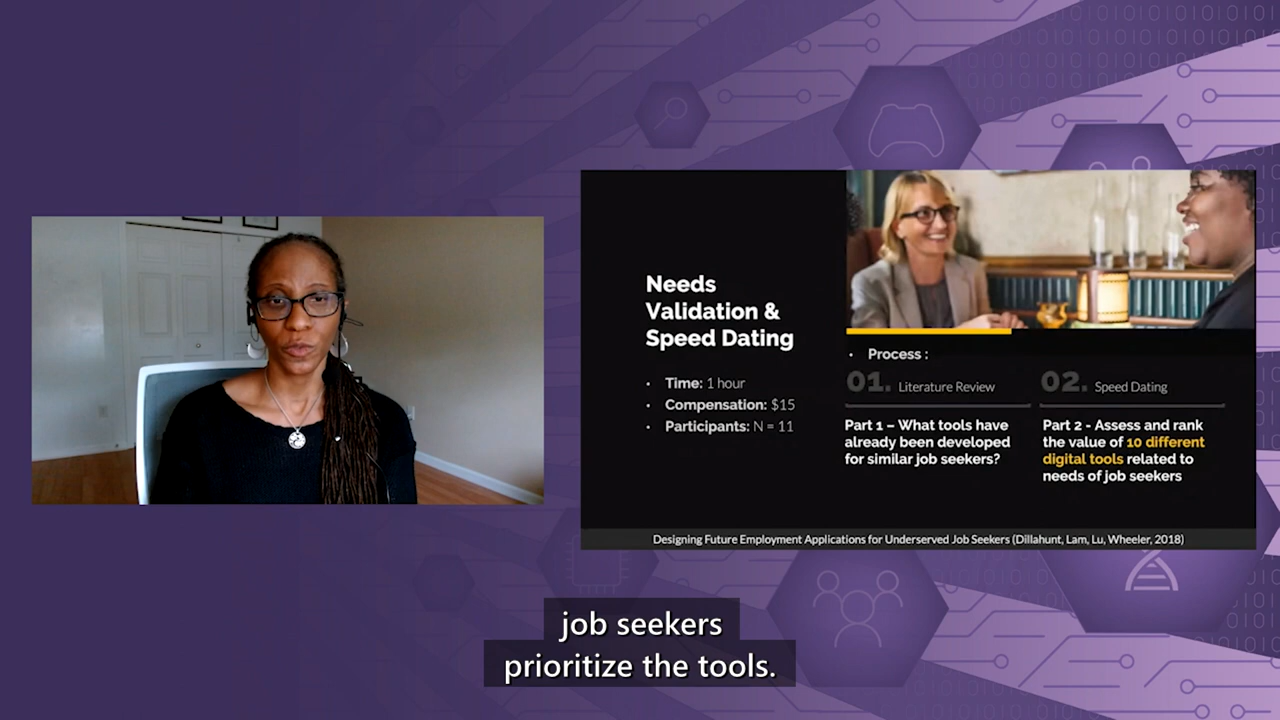 Needs
Validation &
Speed Dating
• Time: 1 hour
• Compensation: $15
• Participants: N = 11
• Process :
01. Literature Review
Part 1 – What tools have
already been developed
for similar job seekers?
02. Speed Dating
Part 2 - Assess and rank
the value of 10 different
digital tools related to
needs of job seekers
Designing Future Employment Applications for Underserved Job Seekers (Dillahunt, Lam, Lu, Wheeler, 2018)
job seekers
prioritize the tools.